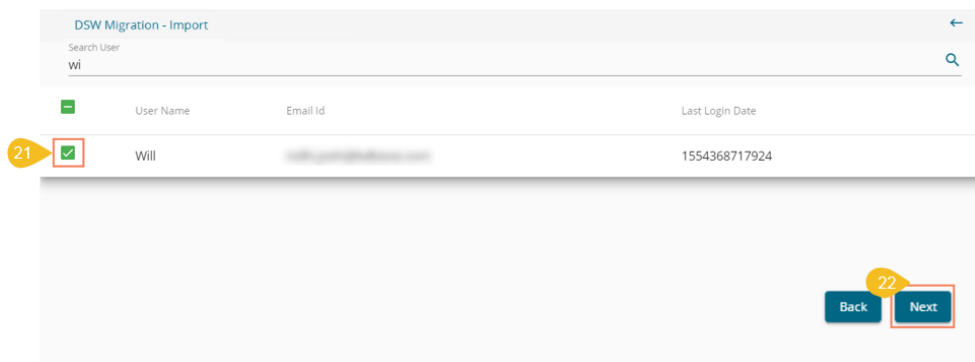 DSW Migration - Import
Search User
wi
User Name Email Id Last Login Date
21 Will 1554368717924
22
Back Next